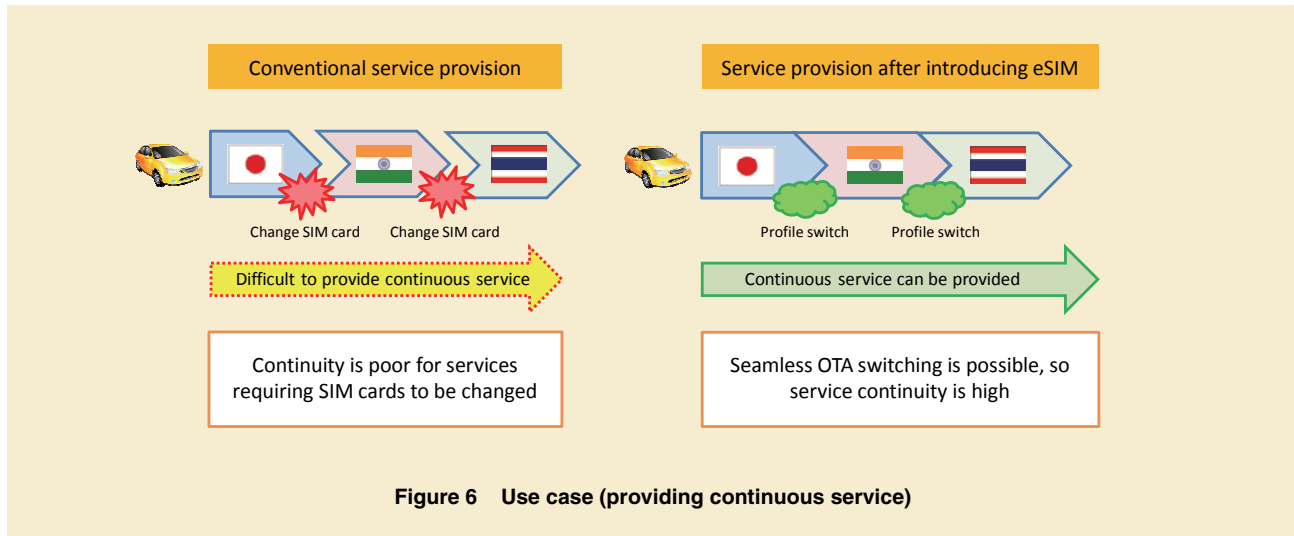 Conventional service provision
Service provision after introducing eSIM
Change SIM card
Change SIM card
Profile switch
Profile switch
Difficult to provide continuous service
Continuous service can be provided
Continuity is poor for services
requiring SIM cards to be changed
Seamless OTA switching is possible, so
service continuity is high
Figure 6 Use case (providing continuous service)